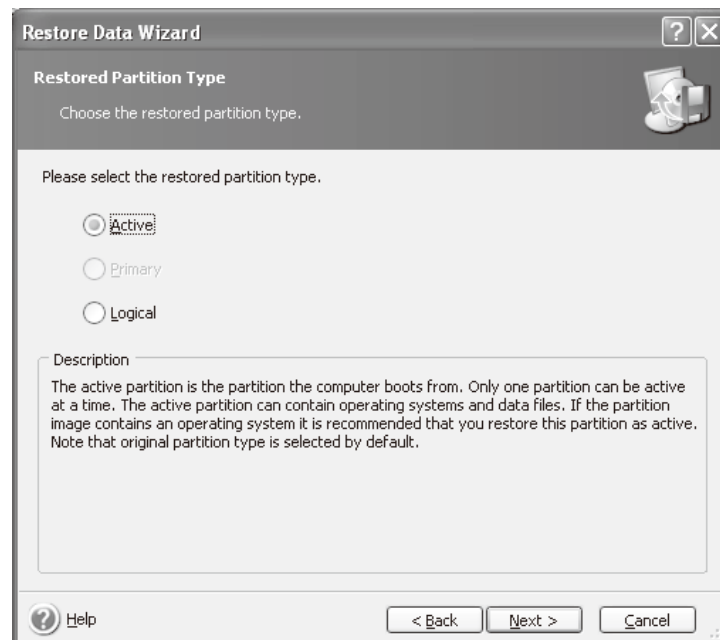 Restore Data Wizard
Restored Partition Type
Choose the restored partition type.
Please select the restored partition type.
Active
Primary
Logical
Description
The active partition is the partition the computer boots from. Only one partition can be active
at a time. The active partition can contain operating systems and data files. If the partition
image contains an operating system it is recommended that you restore this partition as active.
Note that original partition type is selected by default.
? Help
< Back
Next >
Cancel